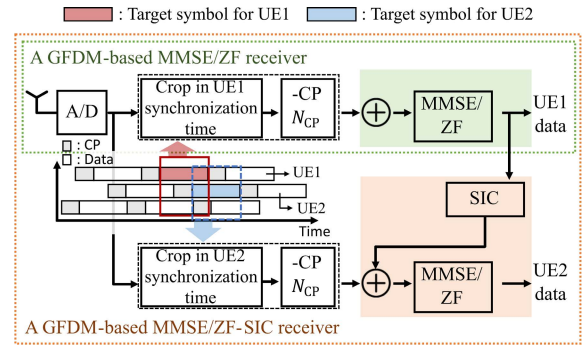 : Target symbol for UE1
: Target symbol for UE2
A GFDM-based MMSE/ZF receiver
A/D
Crop in UE1
synchronization
time
-CP
N_CP
MMSE/
ZF
UE1
data
: CP
: Data
UE1
UE2
Time
SIC
Crop in UE2
synchronization
time
-CP
N_CP
MMSE/
ZF
UE2
data
A GFDM-based MMSE/ZF-SIC receiver